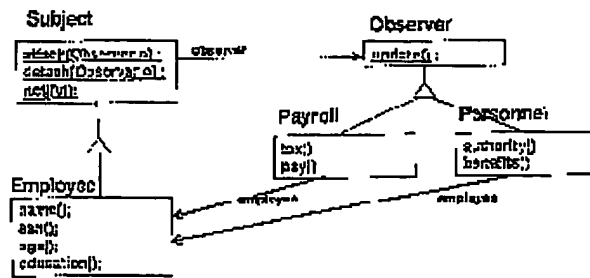 Subject
attach(Observer o);
detach(Observer o);
notify();
observer
Observer
update();
Payroll
tax()
pay()
Personnel
authority()
benefits()
Employee
name();
ssn();
age();
education();
employee
employee